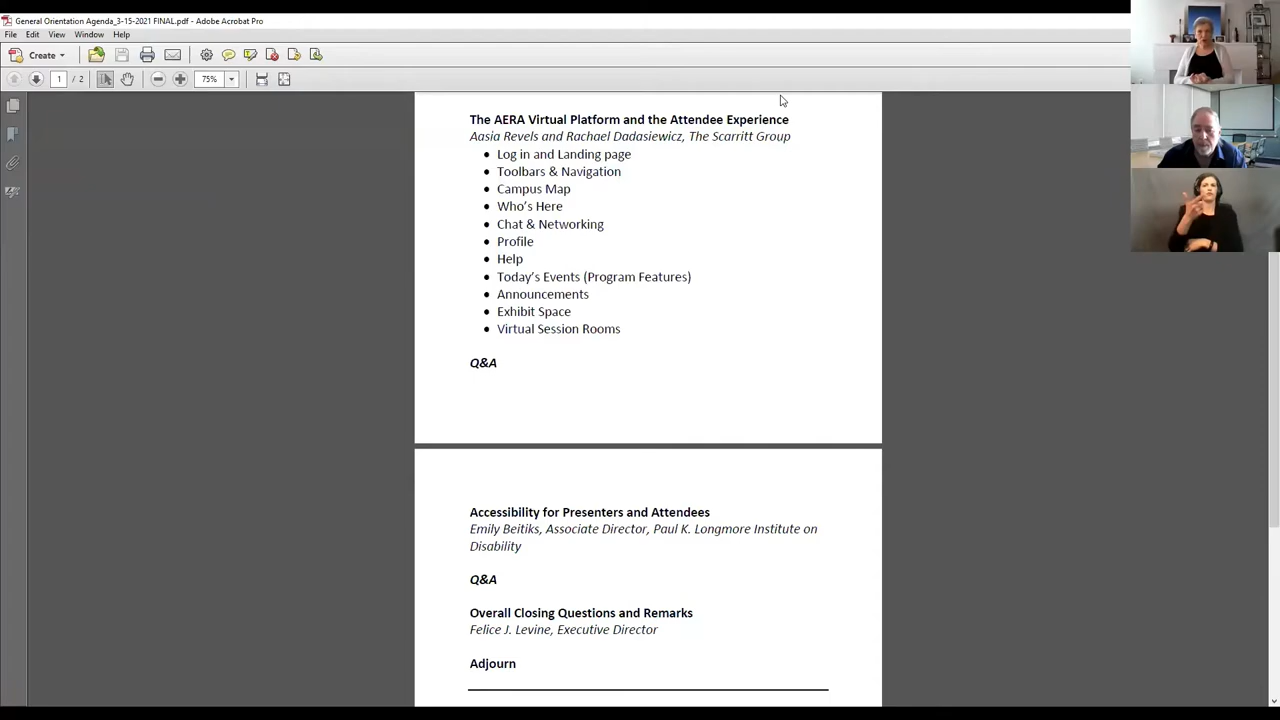 General Orientation Agenda_3-15-2021 FINAL.pdf - Adobe Acrobat Pro
File Edit View Window Help
Create
1 / 2 75%
The AERA Virtual Platform and the Attendee Experience
Aasia Revels and Rachael Dadasiewicz, The Scarritt Group
• Log in and Landing page
• Toolbars & Navigation
• Campus Map
• Who's Here
• Chat & Networking
• Profile
• Help
• Today's Events (Program Features)
• Announcements
• Exhibit Space
• Virtual Session Rooms
Q&A
Accessibility for Presenters and Attendees
Emily Beitiks, Associate Director, Paul K. Longmore Institute on
Disability
Q&A
Overall Closing Questions and Remarks
Felice J. Levine, Executive Director
Adjourn